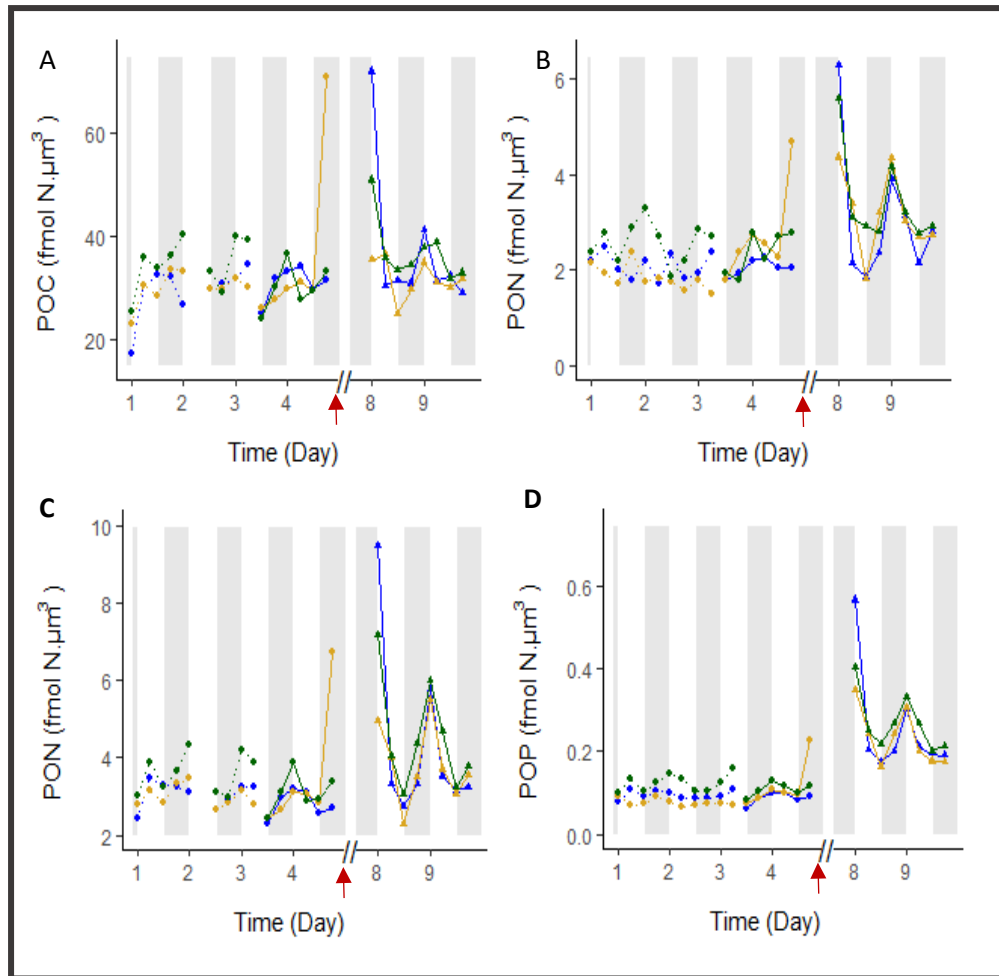 A
POC (fmol N.µm³ )
60
40
20
1 2 3 4 // 8 9
Time (Day)
B
PON (fmol N.µm³ )
6
4
2
0
1 2 3 4 // 8 9
Time (Day)
C
PON (fmol N.µm³ )
10
8
6
4
2
1 2 3 4 // 8 9
Time (Day)
D
POP (fmol N.µm³ )
0.6
0.4
0.2
0.0
1 2 3 4 // 8 9
Time (Day)